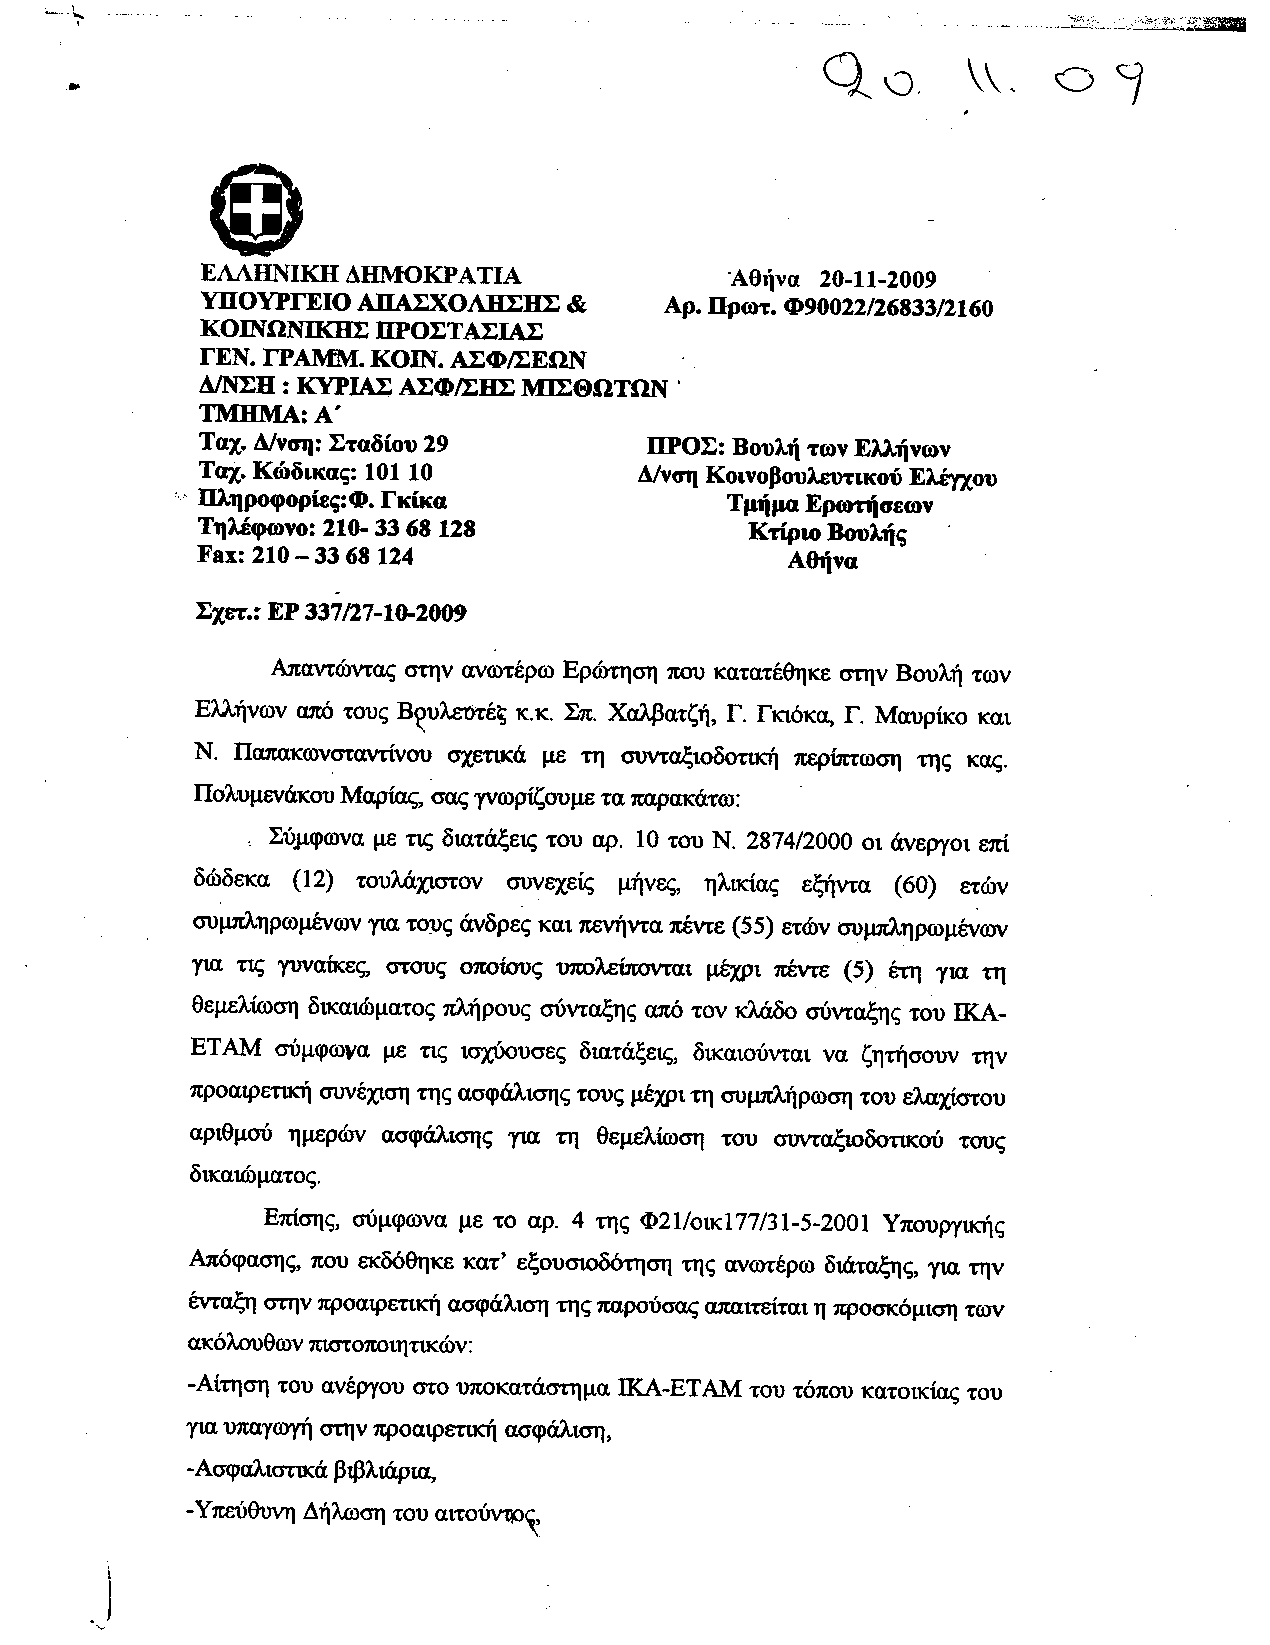 20. 11. 09
ΕΛΛΗΝΙΚΗ ΔΗΜΟΚΡΑΤΙΑ
ΥΠΟΥΡΓΕΙΟ ΑΠΑΣΧΟΛΗΣΗΣ &
ΚΟΙΝΩΝΙΚΗΣ ΠΡΟΣΤΑΣΙΑΣ
ΓΕΝ. ΓΡΑΜΜ. ΚΟΙΝ. ΑΣΦ/ΣΕΩΝ
Δ/ΝΣΗ : ΚΥΡΙΑΣ ΑΣΦ/ΣΗΣ ΜΙΣΘΩΤΩΝ
ΤΜΗΜΑ: Α΄
Ταχ. Δ/νση: Σταδίου 29
Ταχ. Κώδικας: 101 10
Πληροφορίες:Φ. Γκίκα
Τηλέφωνο: 210- 33 68 128
Fax: 210 – 33 68 124
Αθήνα 20-11-2009
Αρ. Πρωτ. Φ90022/26833/2160
ΠΡΟΣ: Βουλή των Ελλήνων
Δ/νση Κοινοβουλευτικού Ελέγχου
Τμήμα Ερωτήσεων
Κτίριο Βουλής
Αθήνα
Σχετ.: ΕΡ 337/27-10-2009
Απαντώντας στην ανωτέρω Ερώτηση που κατατέθηκε στην Βουλή των
Ελλήνων από τους Βουλευτές κ.κ. Σπ. Χαλβατζή, Γ. Γκιόκα, Γ. Μαυρίκο και
Ν. Παπακωνσταντίνου σχετικά με τη συνταξιοδοτική περίπτωση της κας.
Πολυμενάκου Μαρίας, σας γνωρίζουμε τα παρακάτω:
Σύμφωνα με τις διατάξεις του αρ. 10 του Ν. 2874/2000 οι άνεργοι επί
δώδεκα (12) τουλάχιστον συνεχείς μήνες, ηλικίας εξήντα (60) ετών
συμπληρωμένων για τους άνδρες και πενήντα πέντε (55) ετών συμπληρωμένων
για τις γυναίκες, στους οποίους υπολείπονται μέχρι πέντε (5) έτη για τη
θεμελίωση δικαιώματος πλήρους σύνταξης από τον κλάδο σύνταξης του ΙΚΑ-
ΕΤΑΜ σύμφωνα με τις ισχύουσες διατάξεις, δικαιούνται να ζητήσουν την
προαιρετική συνέχιση της ασφάλισης τους μέχρι τη συμπλήρωση του ελαχίστου
αριθμού ημερών ασφάλισης για τη θεμελίωση του συνταξιοδοτικού τους
δικαιώματος.
Επίσης, σύμφωνα με το αρ. 4 της Φ21/οικ177/31-5-2001 Υπουργικής
Απόφασης, που εκδόθηκε κατ’ εξουσιοδότηση της ανωτέρω διάταξης, για την
ένταξη στην προαιρετική ασφάλιση της παρούσας απαιτείται η προσκόμιση των
ακόλουθων πιστοποιητικών:
-Αίτηση του ανέργου στο υποκατάστημα ΙΚΑ-ΕΤΑΜ του τόπου κατοικίας του
για υπαγωγή στην προαιρετική ασφάλιση,
-Ασφαλιστικά βιβλιάρια,
-Υπεύθυνη Δήλωση του αιτούντος,